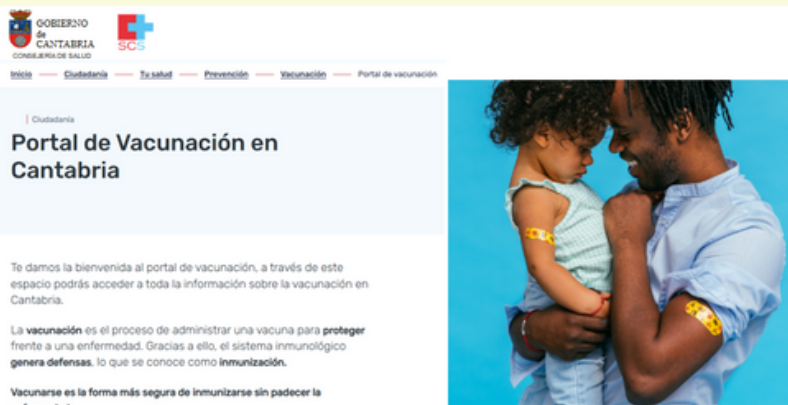 GOBIERNO
de
CANTABRIA
CONSEJERÍA DE SALUD
SCS
Inicio Ciudadanía Tu salud Prevención Vacunación Portal de vacunación
Ciudadanía
Portal de Vacunación en
Cantabria
Te damos la bienvenida al portal de vacunación, a través de este
espacio podrás acceder a toda la información sobre la vacunación en
Cantabria.
La vacunación es el proceso de administrar una vacuna para proteger
frente a una enfermedad. Gracias a ello, el sistema inmunológico
genera defensas, lo que se conoce como inmunización.
Vacunarse es la forma más segura de inmunizarse sin padecer la